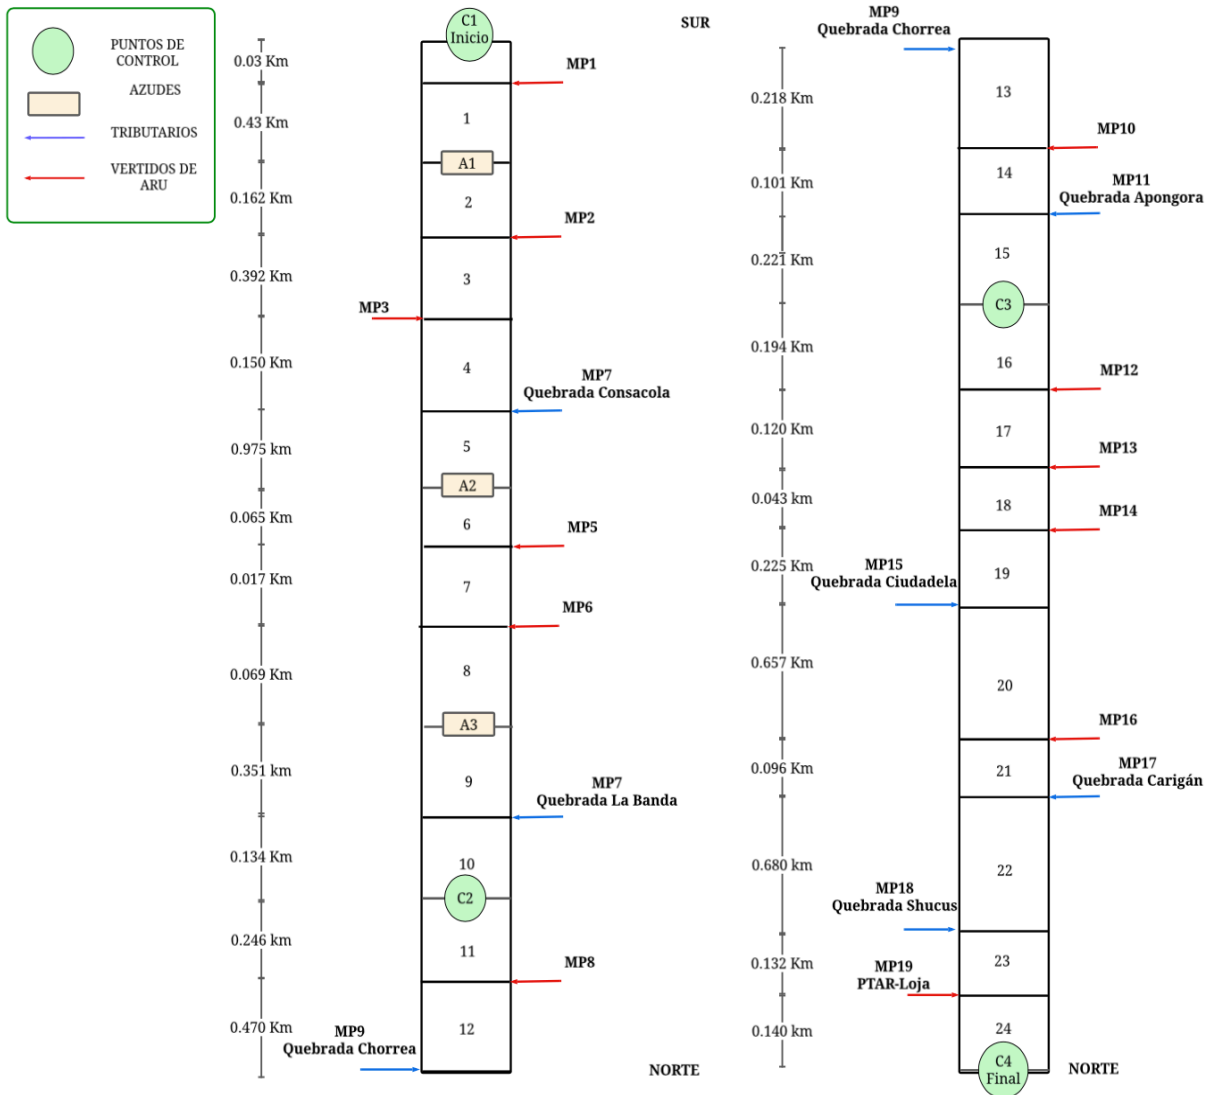 PUNTOS DE
CONTROL
AZUDES
TRIBUTARIOS
VERTIDOS DE
ARU
0.03 Km
0.43 Km
0.162 Km
0.392 Km
0.150 Km
0.975 km
0.065 Km
0.017 Km
0.069 Km
0.351 km
0.134 Km
0.246 km
0.470 Km
C1
Inicio
MP1
1
A1
2
MP2
3
MP3
4
MP7
Quebrada Consacola
5
A2
6
MP5
7
MP6
8
A3
9
MP7
Quebrada La Banda
10
C2
11
MP8
12
MP9
Quebrada Chorrea
SUR
NORTE
0.218 Km
0.101 Km
0.221 Km
0.194 Km
0.120 Km
0.043 km
0.225 Km
0.657 Km
0.096 Km
0.680 km
0.132 Km
0.140 km
MP9
Quebrada Chorrea
13
MP10
14
MP11
Quebrada Apongora
15
C3
16
MP12
17
MP13
18
MP14
19
MP15
Quebrada Ciudadela
20
MP16
21
MP17
Quebrada Carigán
22
MP18
Quebrada Shucus
23
MP19
PTAR-Loja
24
C4
Final
NORTE